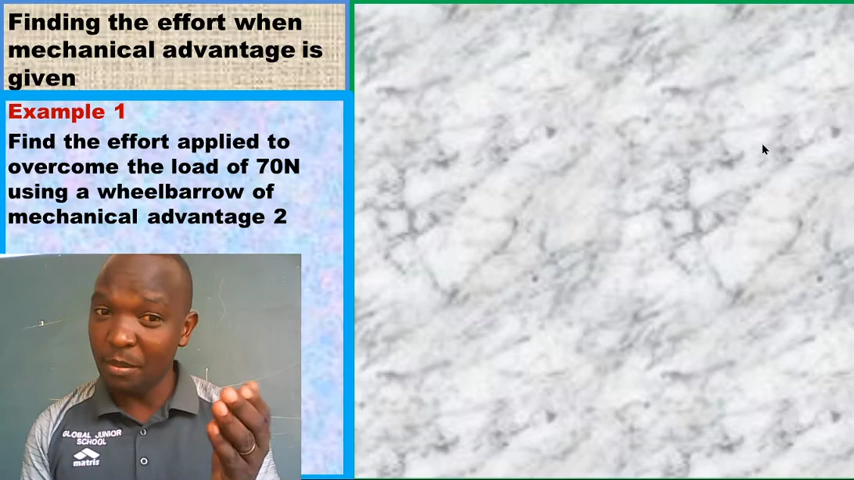 Finding the effort when
mechanical advantage is
given
Example 1
Find the effort applied to
overcome the load of 70N
using a wheelbarrow of
mechanical advantage 2
GLOBAL JUNIOR
SCHOOL
matrix